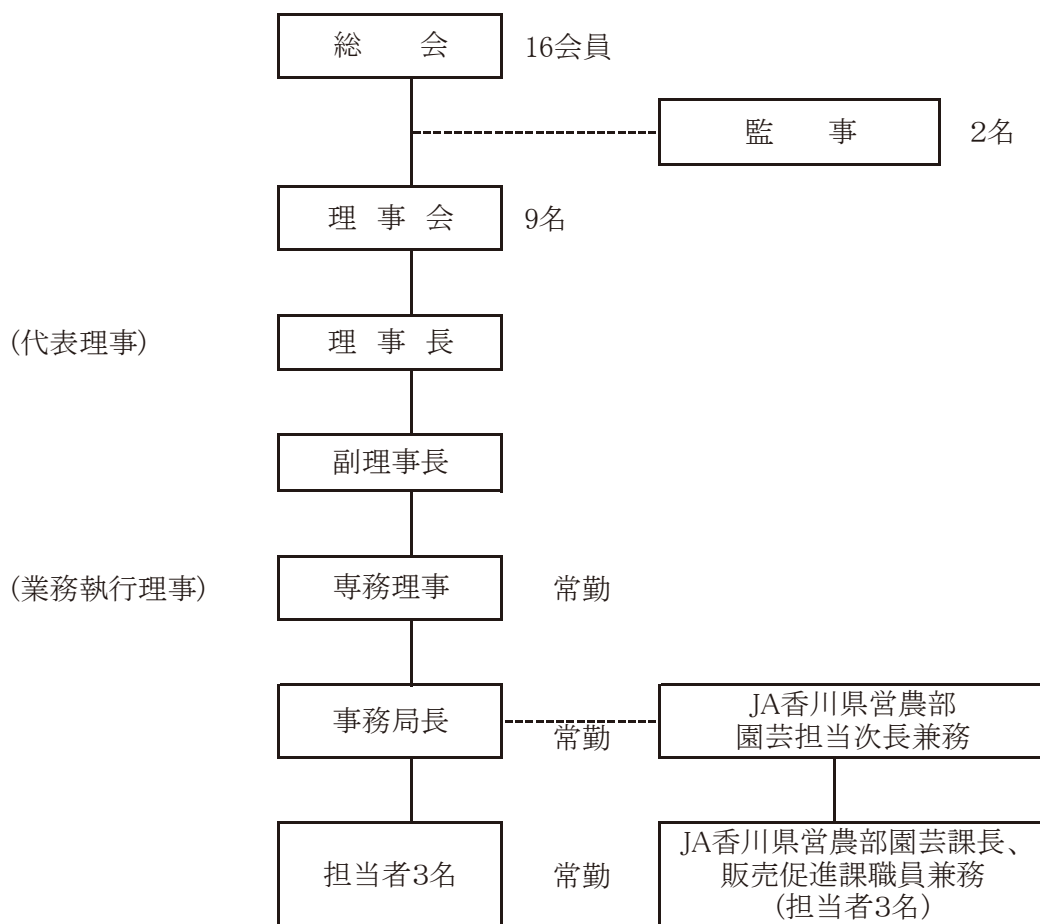 総　会 16会員
監　事 2名
理 事 会 9名
(代表理事) 理 事 長
副理事長
(業務執行理事) 専務理事 常勤
事務局長 常勤
JA香川県営農部
園芸担当次長兼務
担当者3名 常勤
JA香川県営農部園芸課長、
販売促進課職員兼務
(担当者3名)